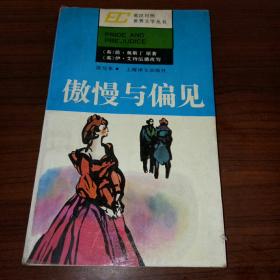 英汉对照
世界文学丛书
PRIDE AND
PREJUDICE
(英)简·奥斯丁 原著
(英)伊·艾特伍德改写
上海译文出版社
傲慢与偏见